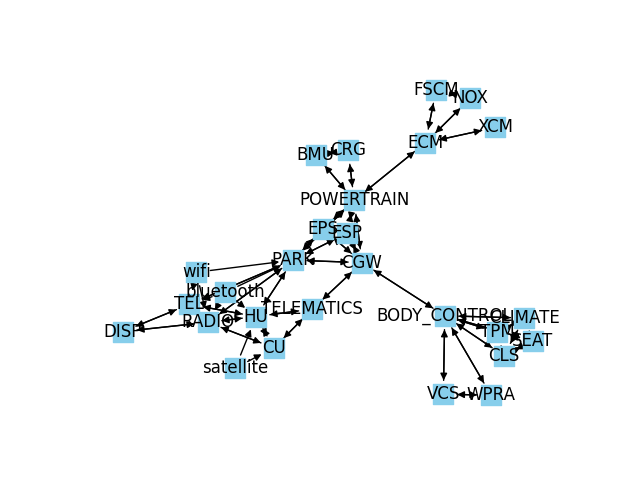 FSCM
NOX
XCM
ECM
CRG
BMU
POWERTRAIN
EPS
ESP
PARK
CGW
wifi
bluetooth
TEL
TELEMATICS
HU
RADIO
BODY_CONTROL
CLIMATE
TPM
SEAT
DISP
CU
CLS
satellite
VCS
WPRA